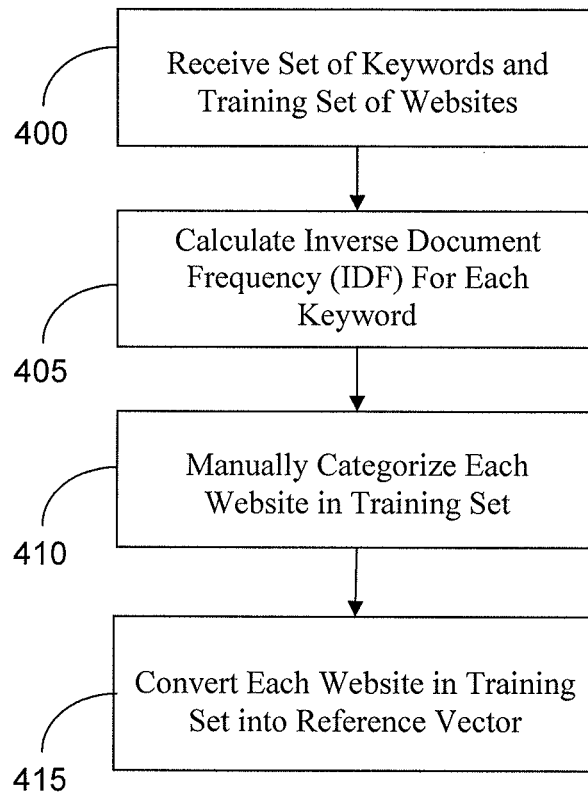 Receive Set of Keywords and
Training Set of Websites
400
Calculate Inverse Document
Frequency (IDF) For Each
Keyword
405
Manually Categorize Each
Website in Training Set
410
Convert Each Website in Training
Set into Reference Vector
415